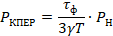 P_КПЕР = τ_ф / 3γT · P_Н